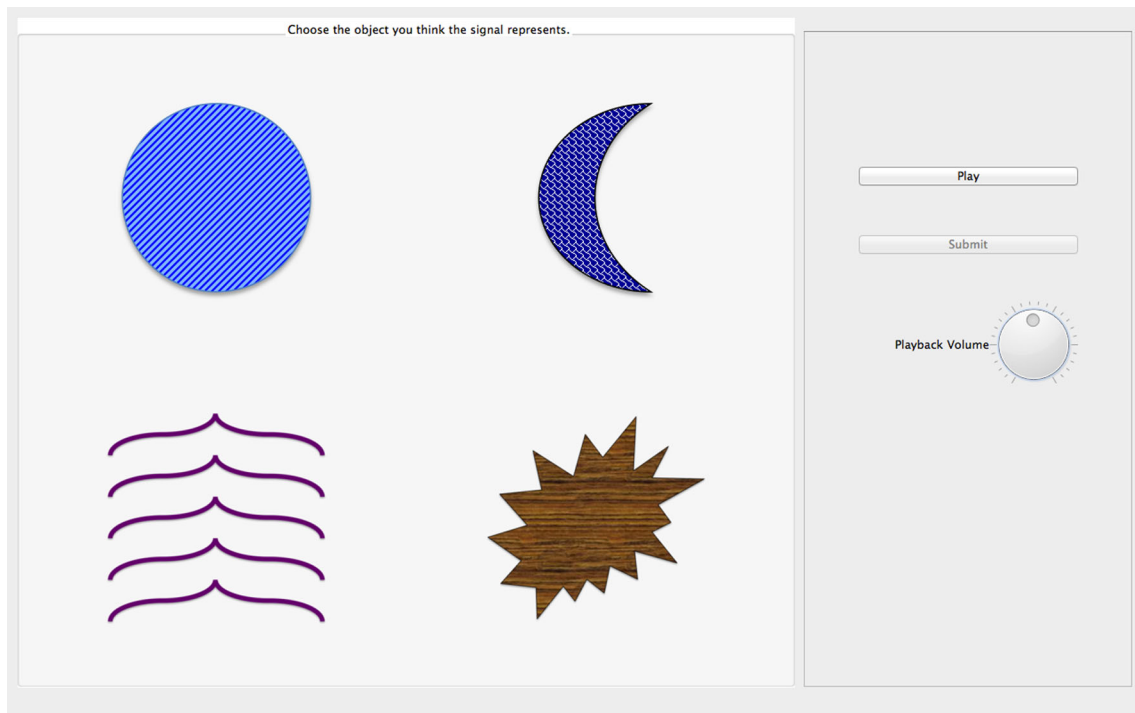 Choose the object you think the signal represents.
Play
Submit
Playback Volume